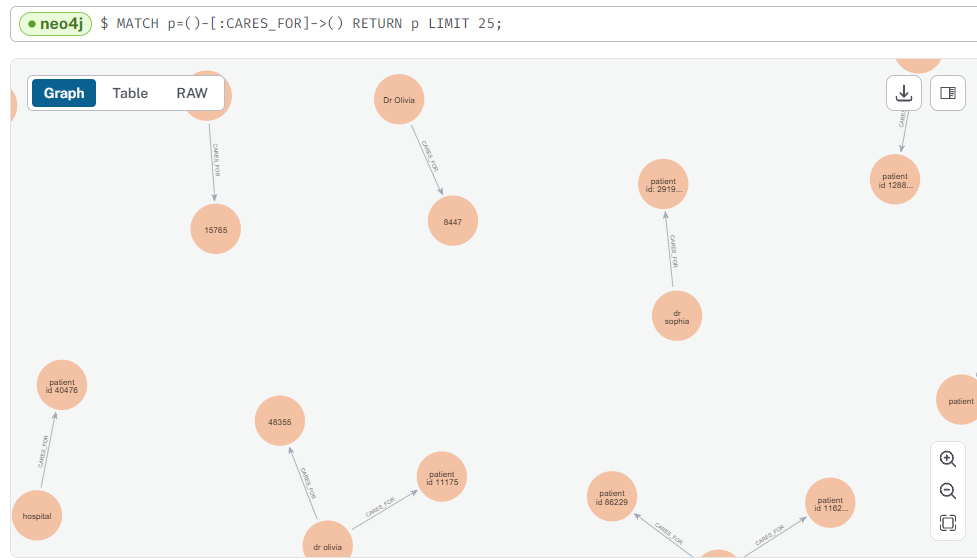 neo4j $ MATCH p=()-[:CARES_FOR]->() RETURN p LIMIT 25;
Graph Table RAW
Dr Olivia
CARES_FOR
CARES_FOR
15765
8447
patient
id: 2919...
CARES_FOR
dr
sophia
patient
id 1288...
patient
id 40476
CARES_FOR
hospital
48355
CARES_FOR
patient
id 11175
CARES_FOR
dr olivia
patient
id 86229
CARES_FOR
patient
id 1162...
CARES_FOR
patient